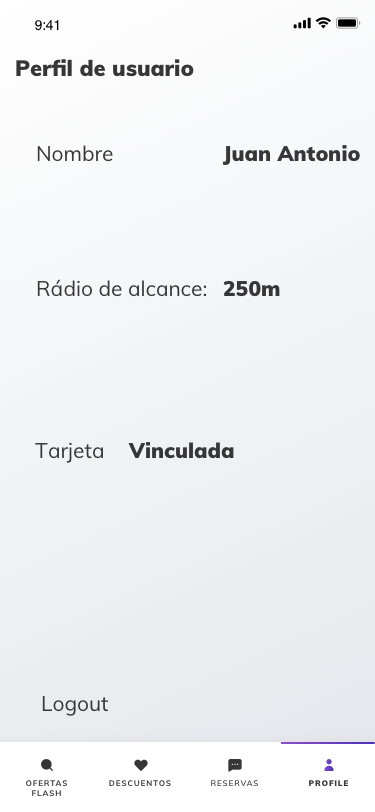 9:41
Perfil de usuario
Nombre Juan Antonio
Rádio de alcance: 250m
Tarjeta Vinculada
Logout
OFERTAS FLASH
DESCUENTOS
RESERVAS
PROFILE